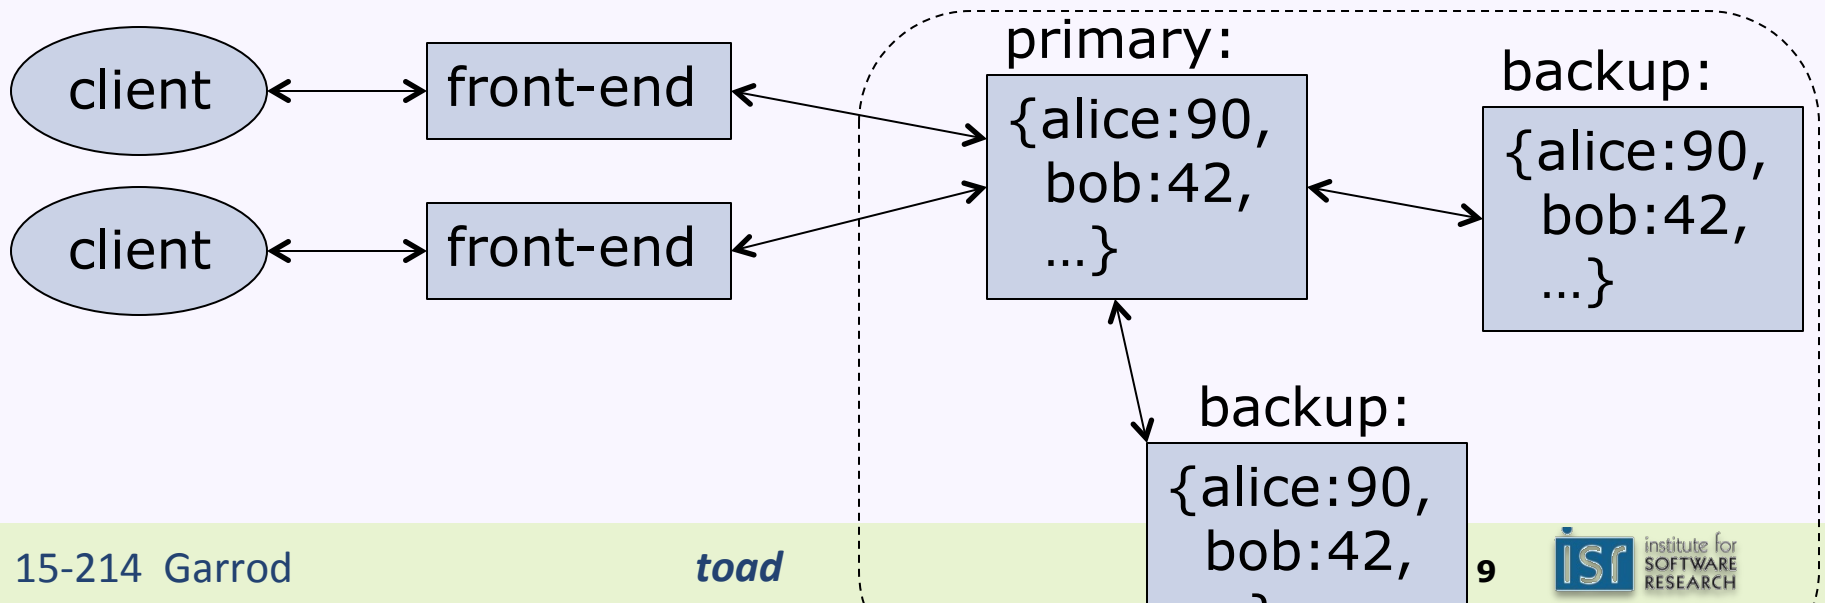 client
front-end
client
front-end
primary:
{alice:90,
bob:42,
…}
backup:
{alice:90,
bob:42,
…}
backup:
{alice:90,
bob:42,
15-214 Garrod
toad
9
isr
institute for
SOFTWARE
RESEARCH